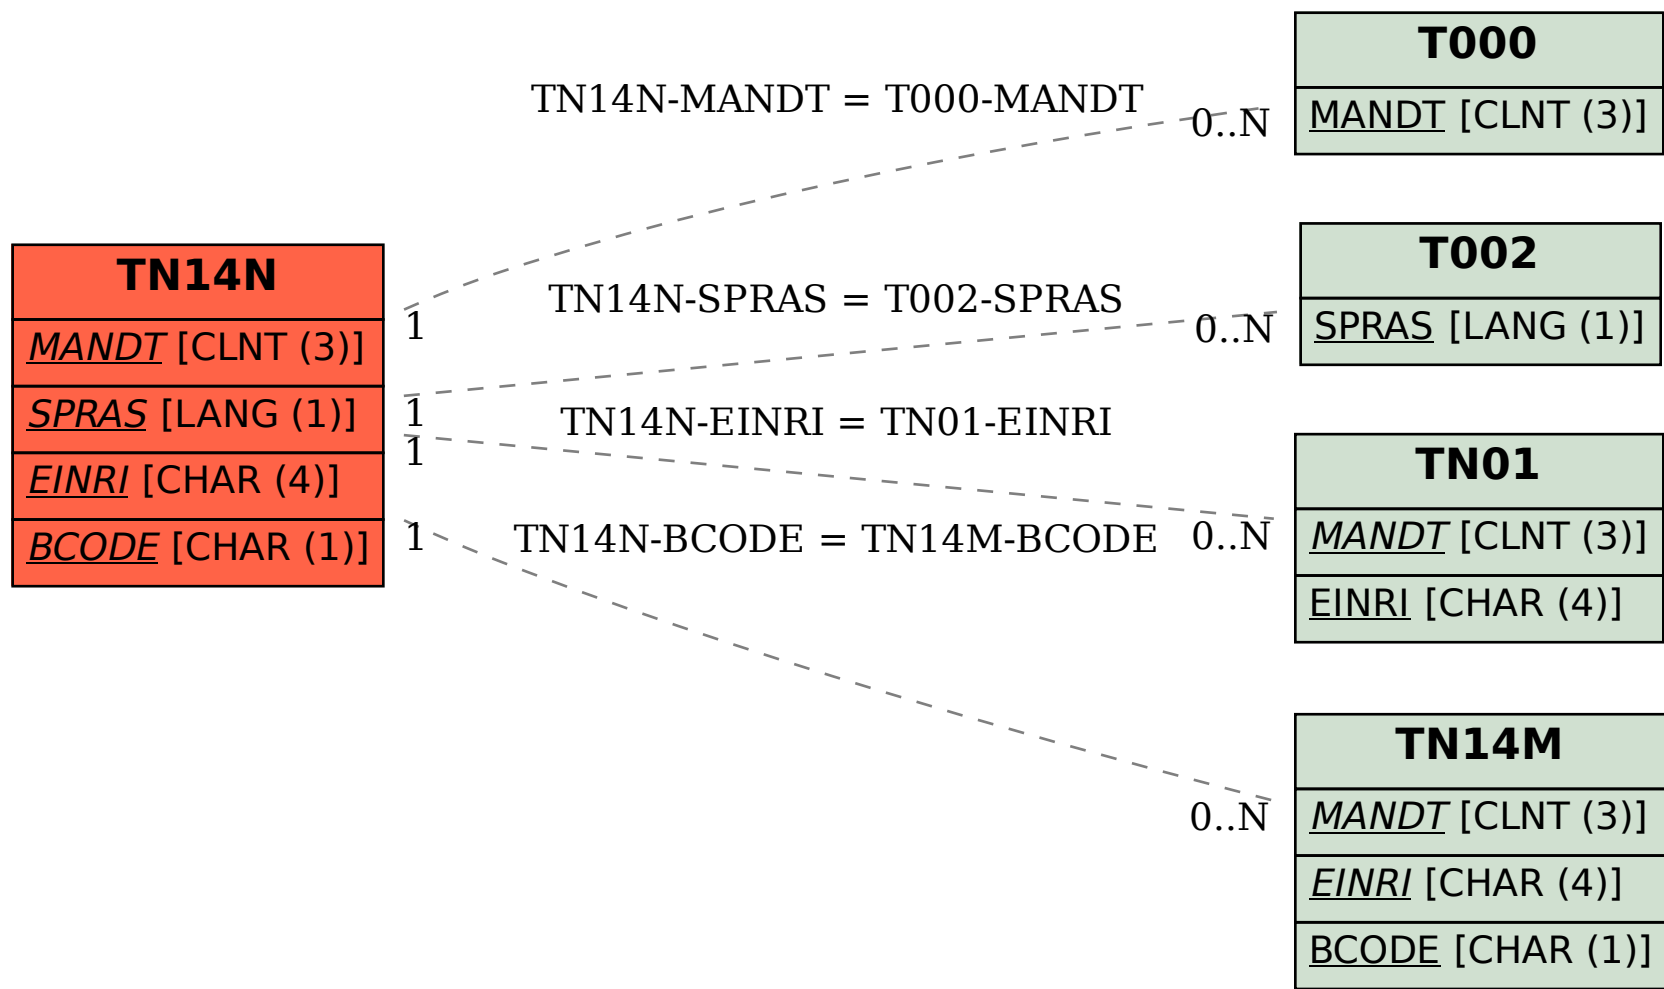 TN14N
MANDT [CLNT (3)]
SPRAS [LANG (1)]
EINRI [CHAR (4)]
BCODE [CHAR (1)]
TN14N-MANDT = T000-MANDT
1
0..N
TN14N-SPRAS = T002-SPRAS
1
0..N
TN14N-EINRI = TN01-EINRI
1
0..N
TN14N-BCODE = TN14M-BCODE
1
0..N
T000
MANDT [CLNT (3)]
T002
SPRAS [LANG (1)]
TN01
MANDT [CLNT (3)]
EINRI [CHAR (4)]
TN14M
MANDT [CLNT (3)]
EINRI [CHAR (4)]
BCODE [CHAR (1)]